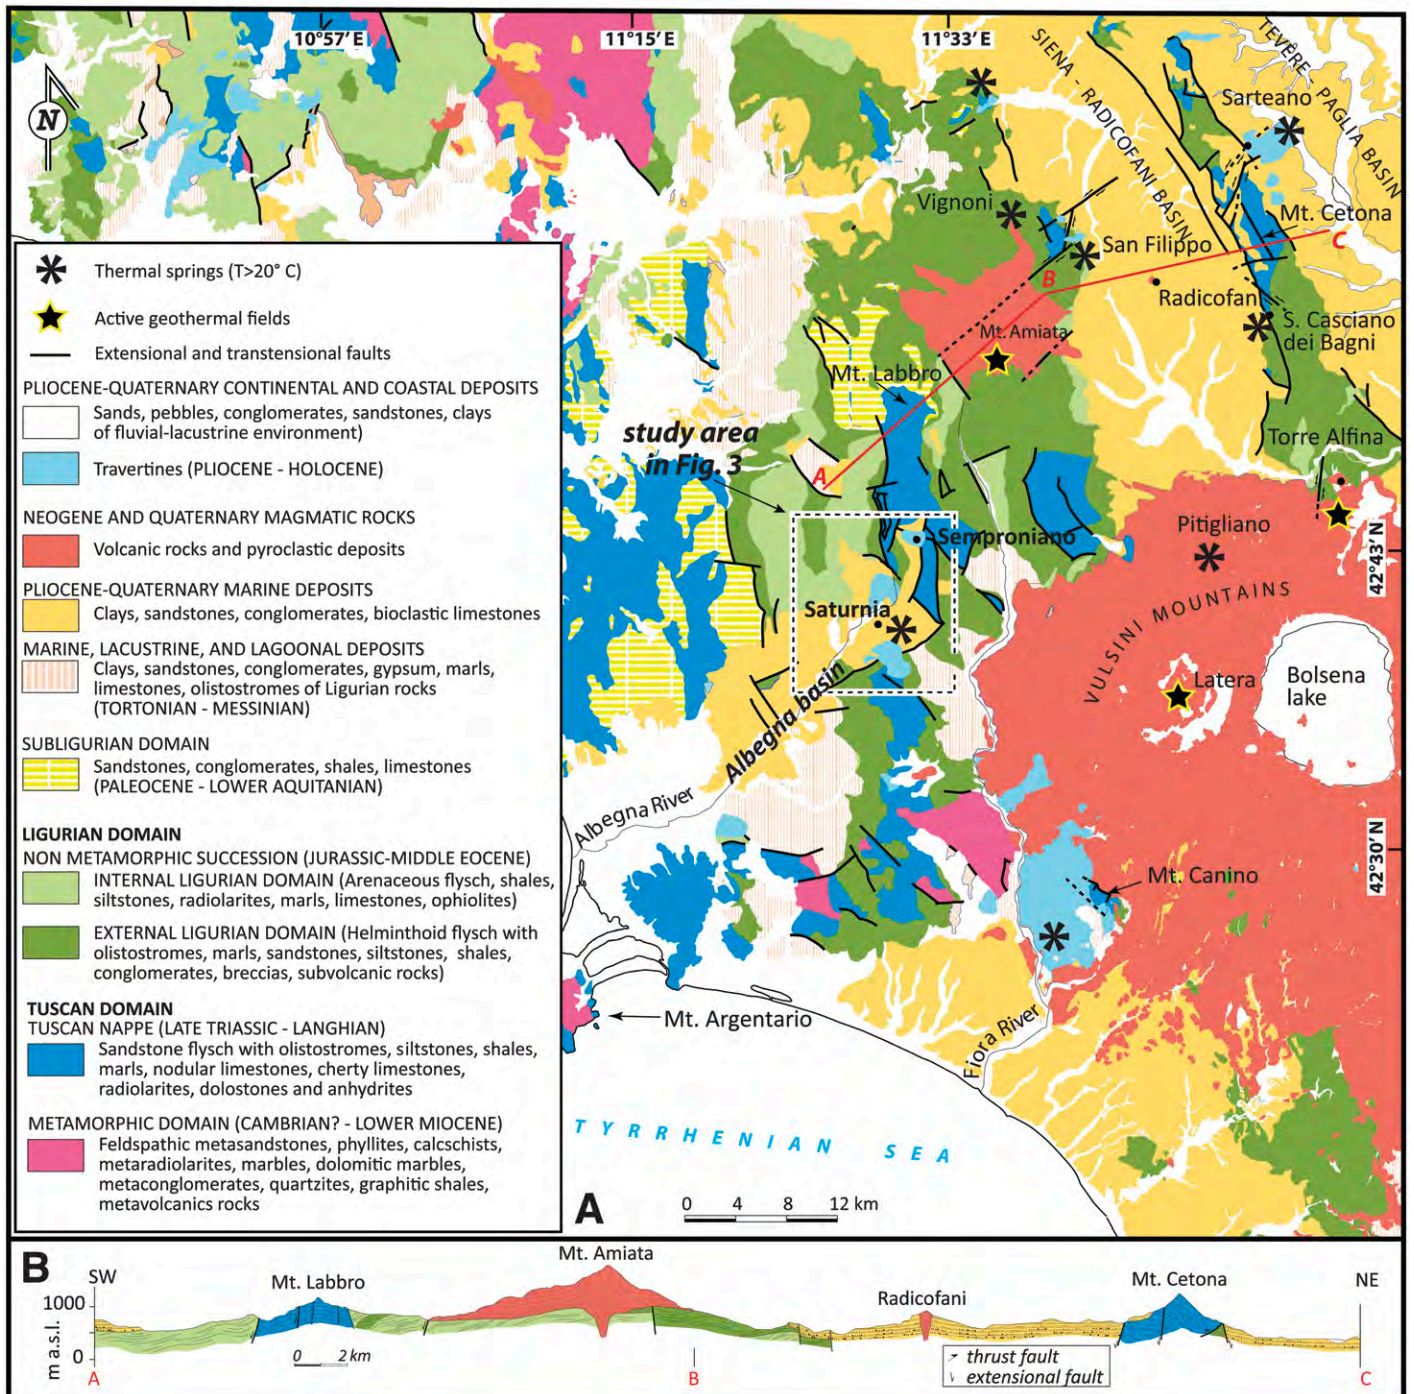 10°57′E
11°15′E
11°33′E
N
SIENA - RADICOFANI BASIN
TEVERE - PAGLIA BASIN
Sarteano
Vignoni
Mt. Cetona
San Filippo
C
B
Radicofani
Mt. Amiata
S. Casciano
dei Bagni
Mt. Labbro
study area
in Fig. 3
Torre Alfina
A
Pitigliano
42°43′N
Semproniano
VULSINI MOUNTAINS
Saturnia
Latera
Bolsena
lake
Albegna basin
Albegna River
42°30′N
Mt. Canino
Mt. Argentario
Fiora River
TYRRHENIAN SEA
A
0 4 8 12 km
Thermal springs (T>20° C)
Active geothermal fields
Extensional and transtensional faults
PLIOCENE-QUATERNARY CONTINENTAL AND COASTAL DEPOSITS
Sands, pebbles, conglomerates, sandstones, clays
of fluvial-lacustrine environment)
Travertines (PLIOCENE - HOLOCENE)
NEOGENE AND QUATERNARY MAGMATIC ROCKS
Volcanic rocks and pyroclastic deposits
PLIOCENE-QUATERNARY MARINE DEPOSITS
Clays, sandstones, conglomerates, bioclastic limestones
MARINE, LACUSTRINE, AND LAGOONAL DEPOSITS
Clays, sandstones, conglomerates, gypsum, marls,
limestones, olistostromes of Ligurian rocks
(TORTONIAN - MESSINIAN)
SUBLIGURIAN DOMAIN
Sandstones, conglomerates, shales, limestones
(PALEOCENE - LOWER AQUITANIAN)
LIGURIAN DOMAIN
NON METAMORPHIC SUCCESSION (JURASSIC-MIDDLE EOCENE)
INTERNAL LIGURIAN DOMAIN (Arenaceous flysch, shales,
siltstones, radiolarites, marls, limestones, ophiolites)
EXTERNAL LIGURIAN DOMAIN (Helminthoid flysch with
olistostromes, marls, sandstones, siltstones, shales,
conglomerates, breccias, subvolcanic rocks)
TUSCAN DOMAIN
TUSCAN NAPPE (LATE TRIASSIC - LANGHIAN)
Sandstone flysch with olistostromes, siltstones, shales,
marls, nodular limestones, cherty limestones,
radiolarites, dolostones and anhydrites
METAMORPHIC DOMAIN (CAMBRIAN? - LOWER MIOCENE)
Feldspathic metasandstones, phyllites, calcschists,
metaradiolarites, marbles, dolomitic marbles,
metaconglomerates, quartzites, graphitic shales,
metavolcanics rocks
B
SW
Mt. Labbro
Mt. Amiata
Radicofani
Mt. Cetona
NE
1000
m a.s.l.
0
0 2 km
thrust fault
extensional fault
A
B
C